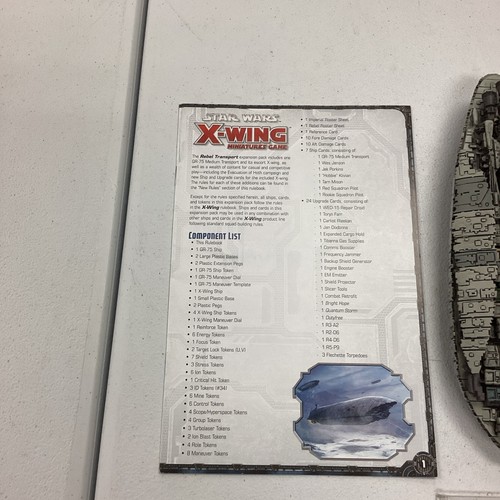 STAR WARS
X-WING
MINIATURES GAME
The Rebel Transport expansion pack includes one
GR-75 Medium Transport and its escort X-wing, as
well as a wealth of content for casual and competitive
play—including the Evacuation of Hoth campaign and
new Ship and Upgrade cards for the included X-wing.
The rules for each of these additions can be found in
the "New Rules" section of this rulebook.
Except for the rules specified herein, all ships, cards,
and tokens in this expansion pack follow the rules
in the X-Wing rulebook. Ships and cards in this
expansion pack may be used in any combination with
other ships and cards in the X-Wing product line
following standard squad-building rules.
COMPONENT LIST
• This Rulebook
• 1 GR-75 Ship
• 2 Large Plastic Bases
• 2 Plastic Extension Pegs
• 1 GR-75 Ship Token
• 1 GR-75 Maneuver Dial
• 1 GR-75 Maneuver Template
• 1 X-Wing Ship
• 1 Small Plastic Base
• 2 Plastic Pegs
• 4 X-Wing Ship Tokens
• 1 X-Wing Maneuver Dial
• 1 Reinforce Token
• 6 Energy Tokens
• 1 Focus Token
• 2 Target Lock Tokens (U,V)
• 7 Shield Tokens
• 3 Stress Tokens
• 6 Ion Tokens
• 1 Critical Hit Token
• 3 ID Tokens (#34)
• 6 Mine Tokens
• 6 Control Tokens
• 4 Scope/Hyperspace Tokens
• 4 Group Tokens
• 3 Turbolaser Tokens
• 2 Ion Blast Tokens
• 4 Role Tokens
• 8 Maneuver Tokens
• 1 Imperial Roster Sheet
• 1 Rebel Roster Sheet
• 1 Reference Card
• 10 Fore Damage Cards
• 10 Aft Damage Cards
• 7 Ship Cards, consisting of:
1 GR-75 Medium Transport
1 Wes Janson
1 Jek Porkins
1 "Hobbie" Klivian
1 Tarn Mison
1 Red Squadron Pilot
1 Rookie Squadron Pilot
• 24 Upgrade Cards, consisting of:
1 WED-15 Repair Droid
1 Toryn Farr
1 Carlist Rieekan
1 Jan Dodonna
1 Expanded Cargo Hold
1 Tibanna Gas Supplies
1 Comms Booster
1 Frequency Jammer
1 Backup Shield Generator
1 Engine Booster
1 EM Emitter
1 Shield Projector
1 Slicer Tools
1 Combat Retrofit
1 Bright Hope
1 Quantum Storm
1 Dutyfree
1 R3-A2
1 R2-D6
1 R4-D6
1 R5-P9
3 Flechette Torpedoes
1